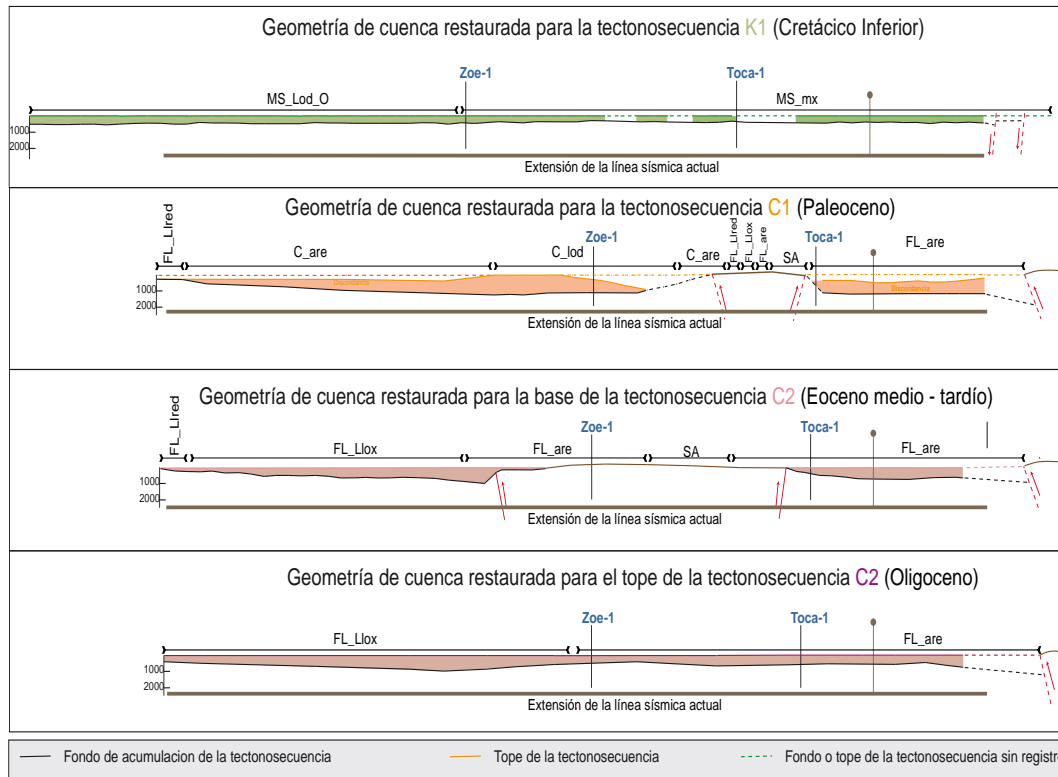 Geometría de cuenca restaurada para la tectonosecuencia K1 (Cretácico Inferior)
Zoe-1
Toca-1
MS_Lod_O
MS_mx
1000
2000
Extensión de la línea sísmica actual
Geometría de cuenca restaurada para la tectonosecuencia C1 (Paleoceno)
FL_Llred
C_are
C_lod
Zoe-1
C_are
FL_Llred
FL_Llox
FL_are
SA
Toca-1
FL_are
Discordancia
Discordancia
1000
2000
Extensión de la línea sísmica actual
Geometría de cuenca restaurada para la base de la tectonosecuencia C2 (Eoceno medio - tardío)
FL_Llred
Zoe-1
Toca-1
FL_Llox
FL_are
SA
FL_are
1000
2000
Extensión de la línea sísmica actual
Geometría de cuenca restaurada para el tope de la tectonosecuencia C2 (Oligoceno)
Zoe-1
Toca-1
FL_Llox
FL_are
1000
2000
Extensión de la línea sísmica actual
Fondo de acumulacion de la tectonosecuencia
Tope de la tectonosecuencia
Fondo o tope de la tectonosecuencia sin registr